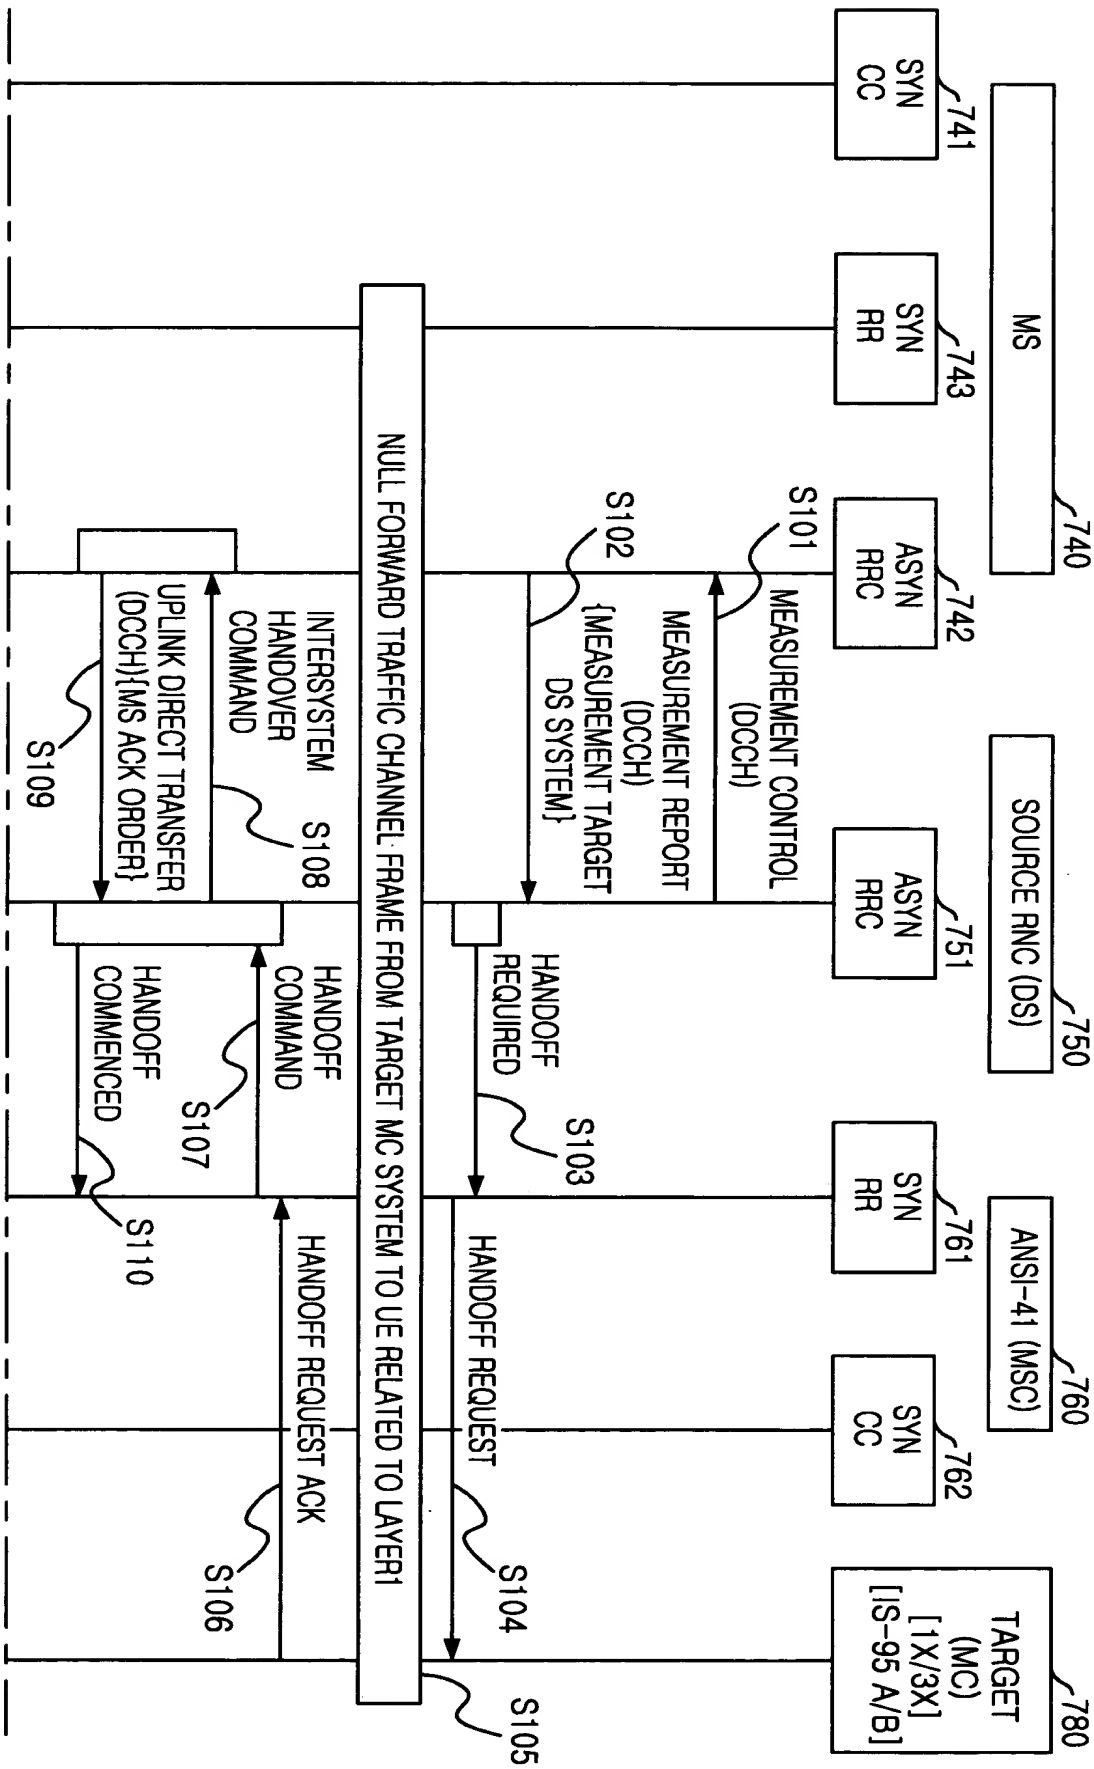 MS
740
SOURCE RNC (DS)
750
ANSI-41 (MSC)
760
SYN
CC
741
SYN
RR
743
ASYN
RRC
742
ASYN
RRC
751
SYN
RR
761
SYN
CC
762
TARGET
(MC)
[1X/3X]
[IS-95 A/B]
780
MEASUREMENT CONTROL
(DCCH)
S101
MEASUREMENT REPORT
(DCCH)
{MEASUREMENT TARGET
DS SYSTEM}
S102
HANDOFF
REQUIRED
S103
HANDOFF REQUEST
S104
NULL FORWARD TRAFFIC CHANNEL FRAME FROM TARGET MC SYSTEM TO UE RELATED TO LAYER1
S105
HANDOFF REQUEST ACK
S106
HANDOFF
COMMAND
S107
INTERSYSTEM
HANDOVER
COMMAND
S108
UPLINK DIRECT TRANSFER
(DCCH){MS ACK ORDER}
S109
HANDOFF
COMMENCED
S110